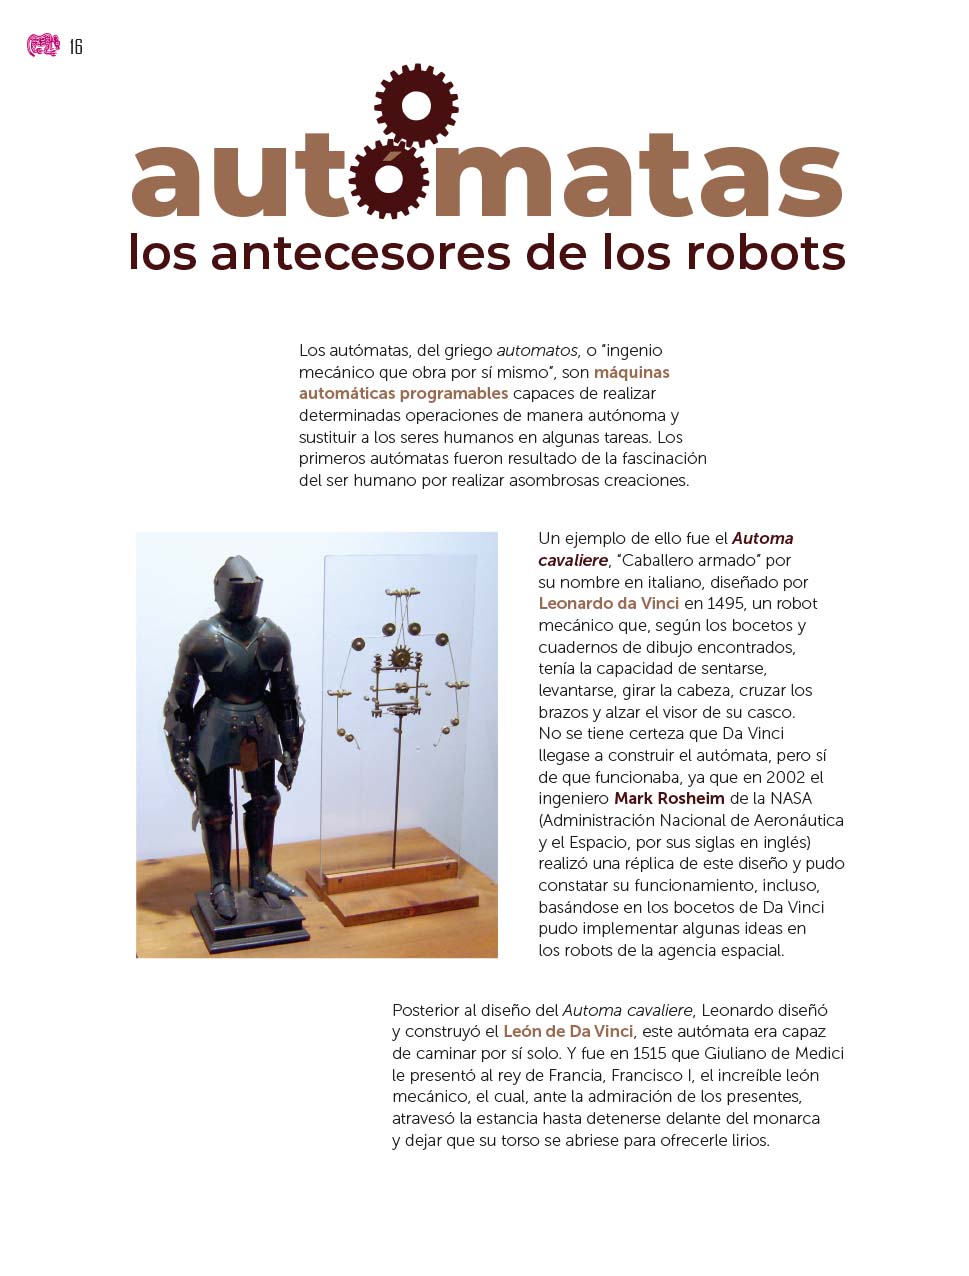 16
autómatas
los antecesores de los robots
Los autómatas, del griego automatos, o “ingenio
mecánico que obra por sí mismo”, son máquinas
automáticas programables capaces de realizar
determinadas operaciones de manera autónoma y
sustituir a los seres humanos en algunas tareas. Los
primeros autómatas fueron resultado de la fascinación
del ser humano por realizar asombrosas creaciones.
Un ejemplo de ello fue el Automa
cavaliere, “Caballero armado” por
su nombre en italiano, diseñado por
Leonardo da Vinci en 1495, un robot
mecánico que, según los bocetos y
cuadernos de dibujo encontrados,
tenía la capacidad de sentarse,
levantarse, girar la cabeza, cruzar los
brazos y alzar el visor de su casco.
No se tiene certeza que Da Vinci
llegase a construir el autómata, pero sí
de que funcionaba, ya que en 2002 el
ingeniero Mark Rosheim de la NASA
(Administración Nacional de Aeronáutica
y el Espacio, por sus siglas en inglés)
realizó una réplica de este diseño y pudo
constatar su funcionamiento, incluso,
basándose en los bocetos de Da Vinci
pudo implementar algunas ideas en
los robots de la agencia espacial.
Posterior al diseño del Automa cavaliere, Leonardo diseñó
y construyó el León de Da Vinci, este autómata era capaz
de caminar por sí solo. Y fue en 1515 que Giuliano de Medici
le presentó al rey de Francia, Francisco I, el increíble león
mecánico, el cual, ante la admiración de los presentes,
atravesó la estancia hasta detenerse delante del monarca
y dejar que su torso se abriese para ofrecerle lirios.